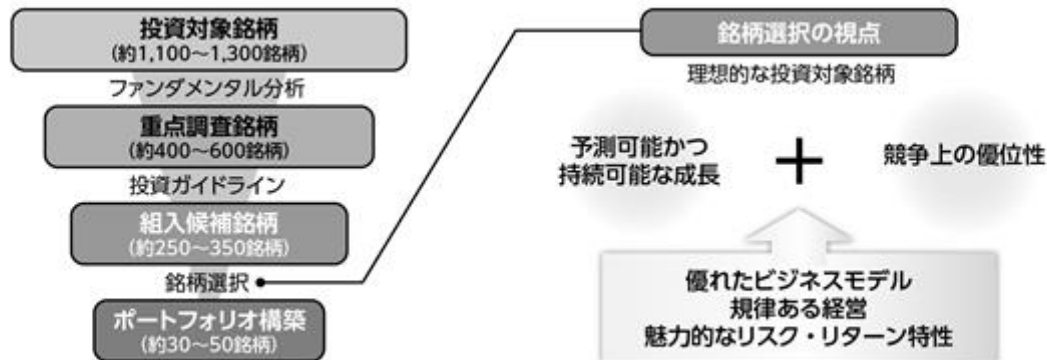 投資対象銘柄
(約1,100〜1,300銘柄)
ファンダメンタル分析
重点調査銘柄
(約400〜600銘柄)
投資ガイドライン
組入候補銘柄
(約250〜350銘柄)
銘柄選択
ポートフォリオ構築
(約30〜50銘柄)
銘柄選択の視点
理想的な投資対象銘柄
予測可能かつ
持続可能な成長
+
競争上の優位性
優れたビジネスモデル
規律ある経営
魅力的なリスク・リターン特性